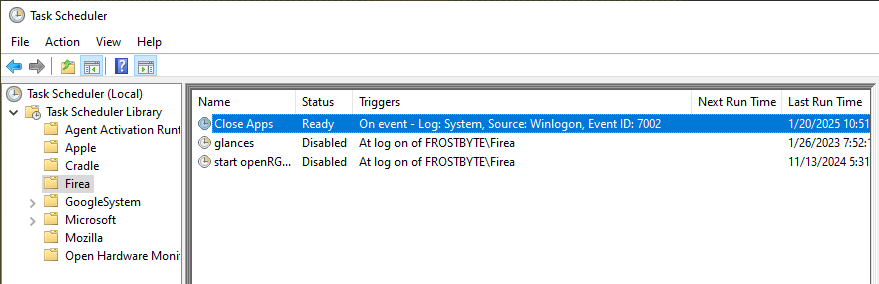 Task Scheduler
File Action View Help
Task Scheduler (Local)
Task Scheduler Library
Agent Activation Runt
Apple
Cradle
Firea
GoogleSystem
Microsoft
Mozilla
Open Hardware Moni
Name Status Triggers Next Run Time Last Run Time
Close Apps Ready On event - Log: System, Source: Winlogon, Event ID: 7002 1/20/2025 10:51
glances Disabled At log on of FROSTBYTE\Firea 1/26/2023 7:52:
start openRG... Disabled At log on of FROSTBYTE\Firea 11/13/2024 5:31